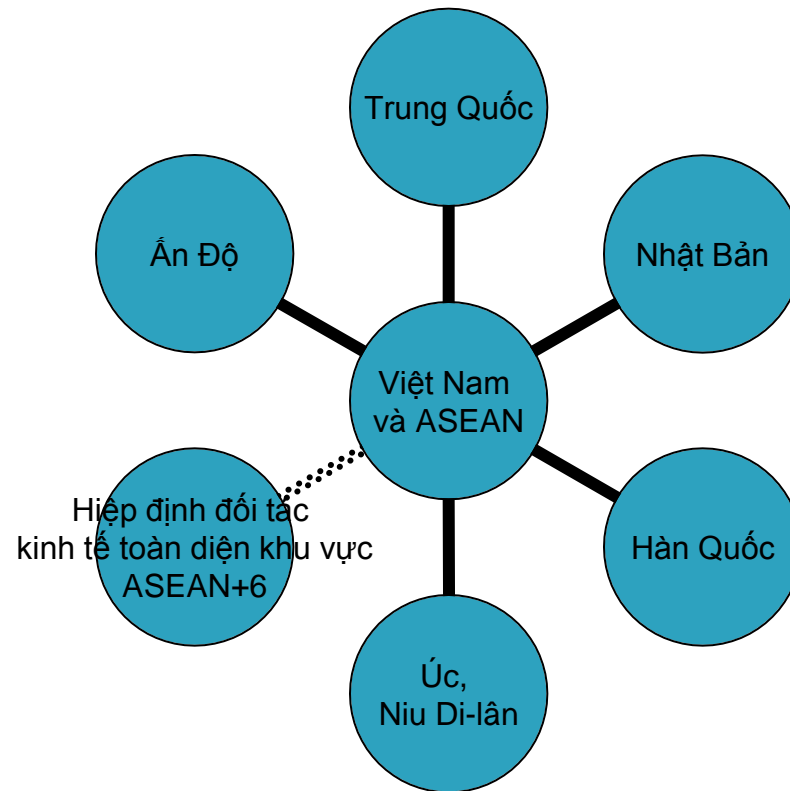 Trung Quốc
Ấn Độ
Nhật Bản
Việt Nam
và ASEAN
Hiệp định đối tác
kinh tế toàn diện khu vực
ASEAN+6
Hàn Quốc
Úc,
Niu Di-lân